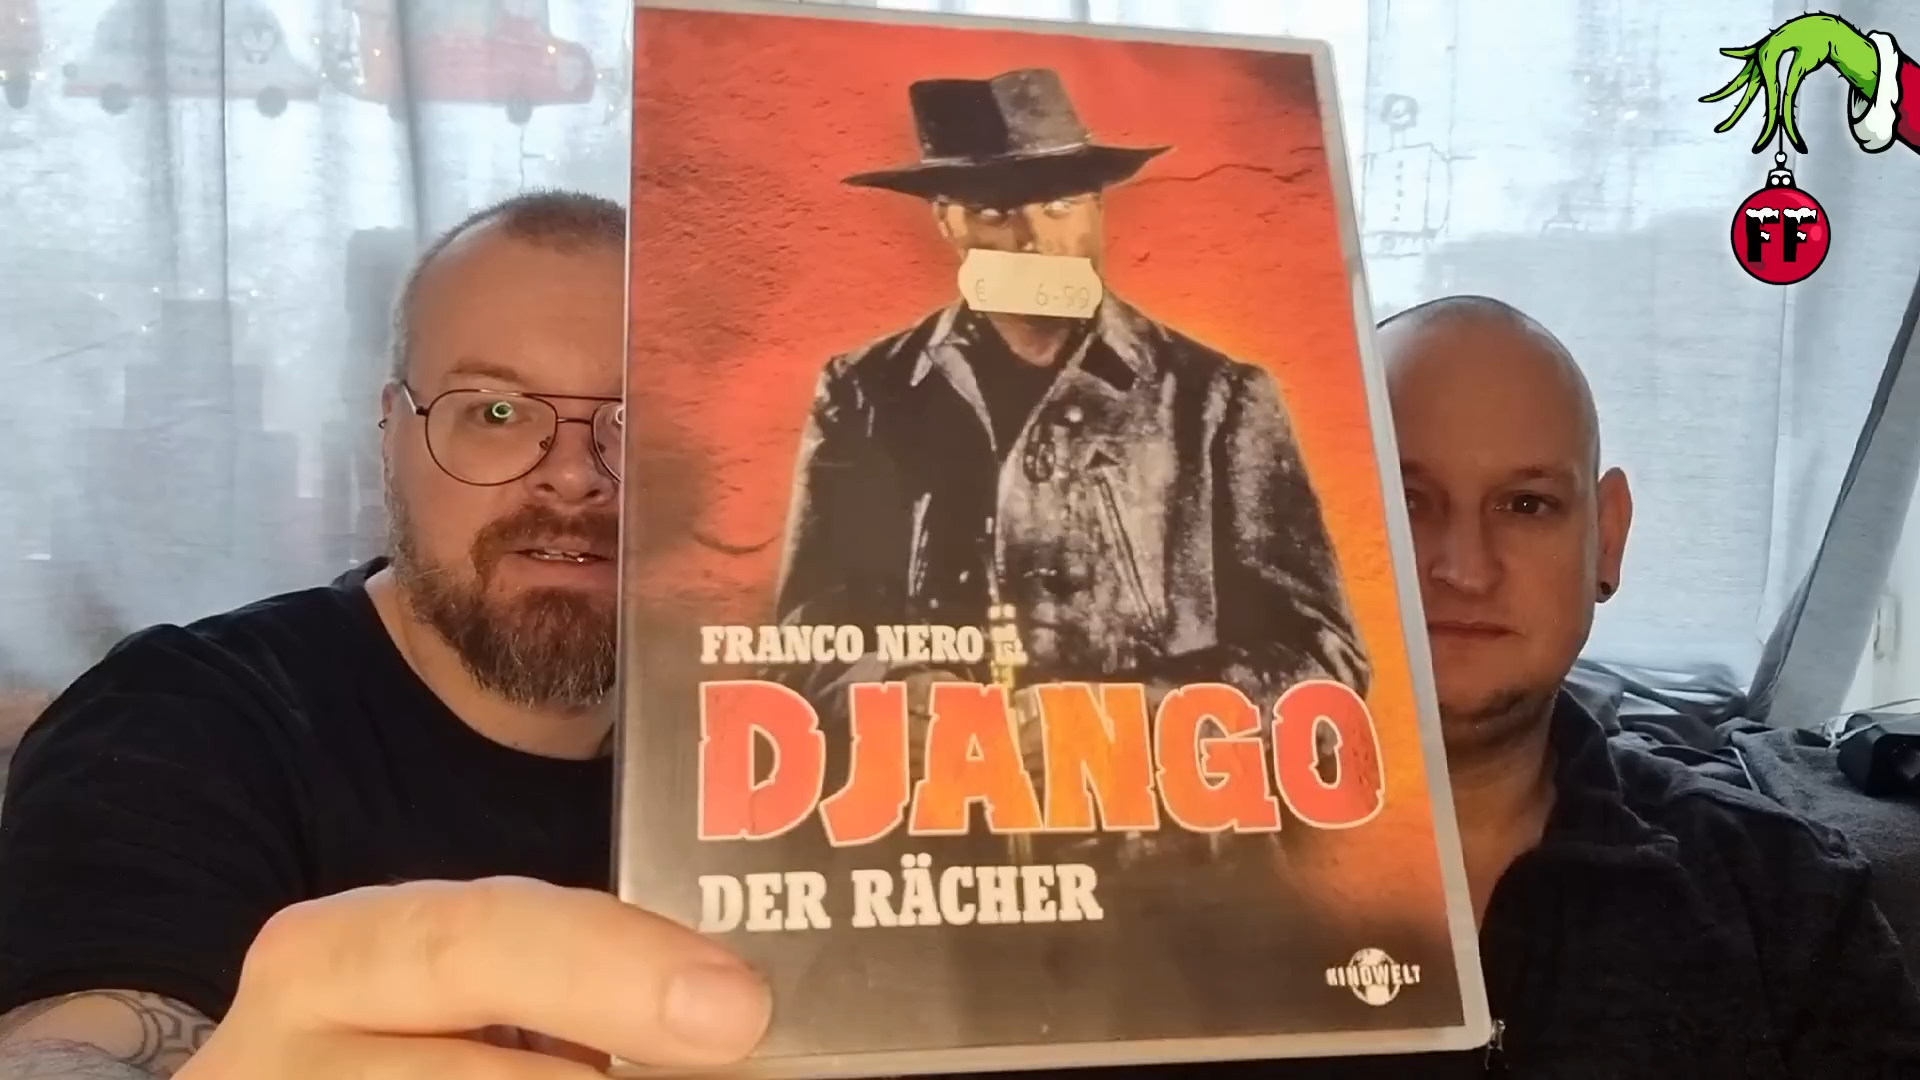 FF
€ 6-99
FRANCO NERO
DJANGO
DER RÄCHER
KINOWELT